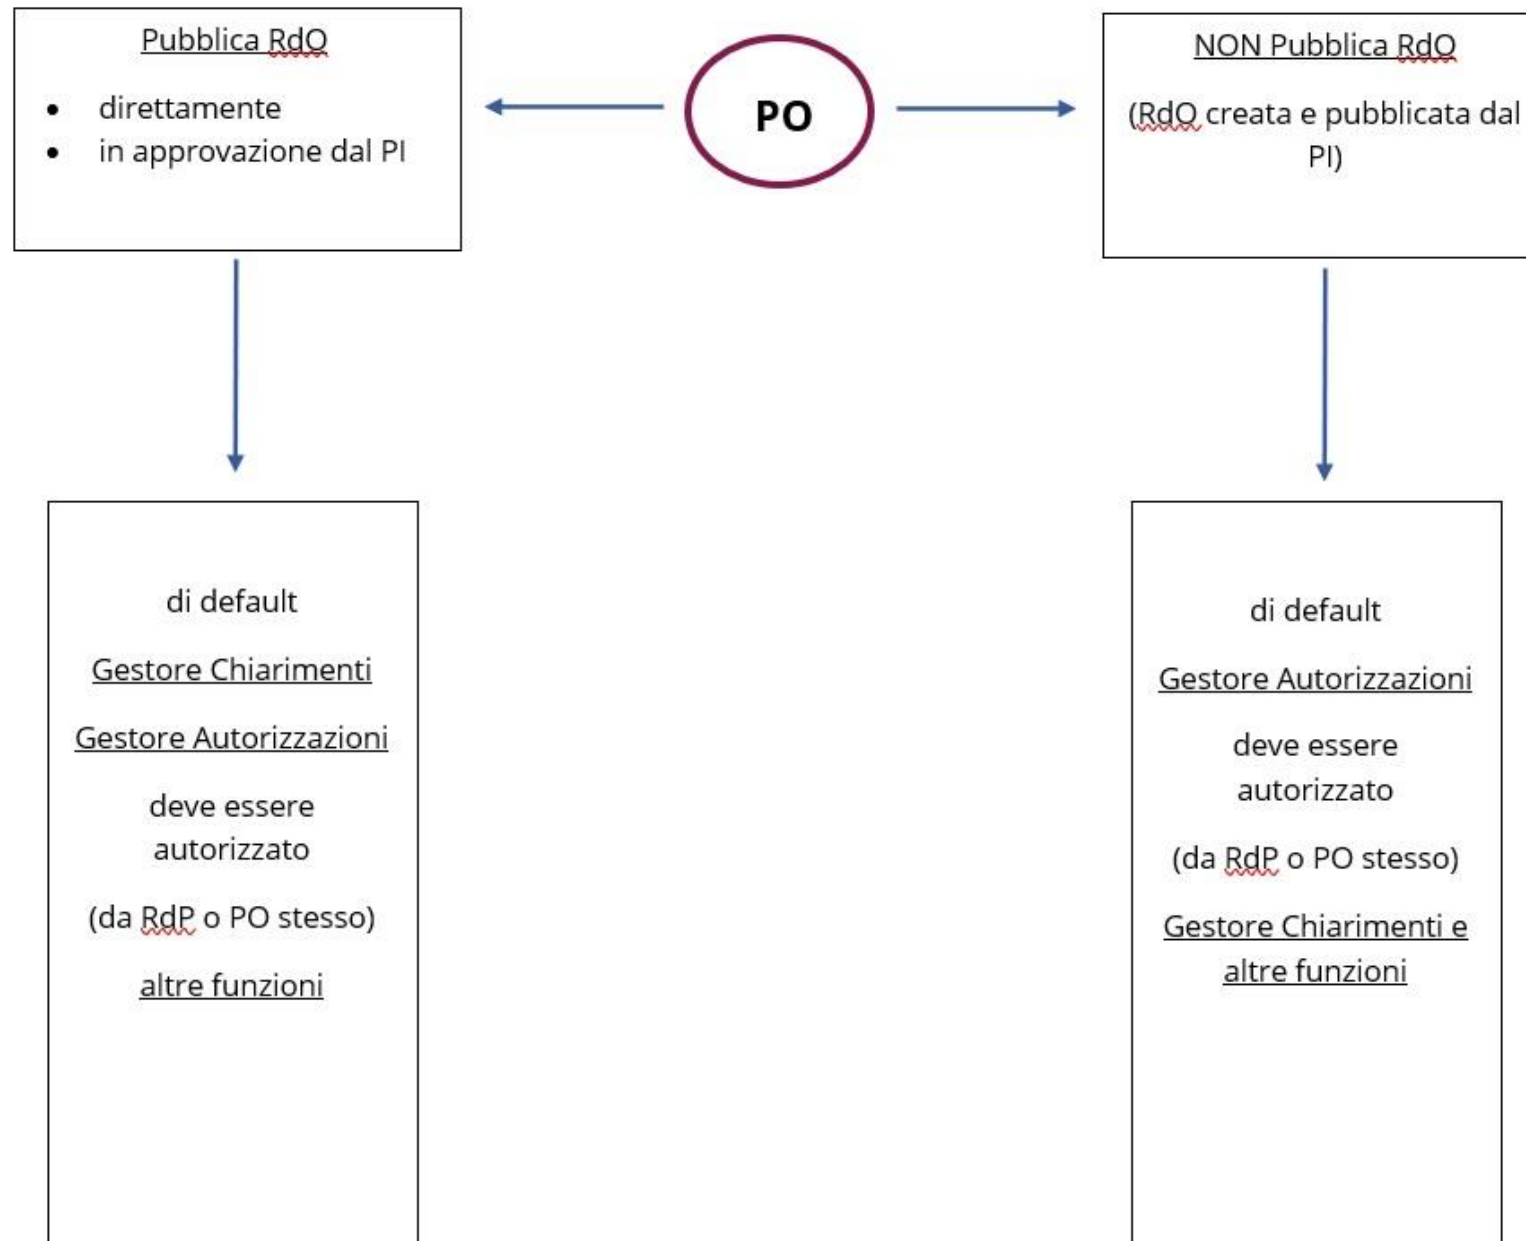 Pubblica RdO
• direttamente
• in approvazione dal PI
PO
NON Pubblica RdO
(RdO creata e pubblicata dal
PI)
di default
Gestore Chiarimenti
Gestore Autorizzazioni
deve essere
autorizzato
(da RdP o PO stesso)
altre funzioni
di default
Gestore Autorizzazioni
deve essere
autorizzato
(da RdP o PO stesso)
Gestore Chiarimenti e
altre funzioni